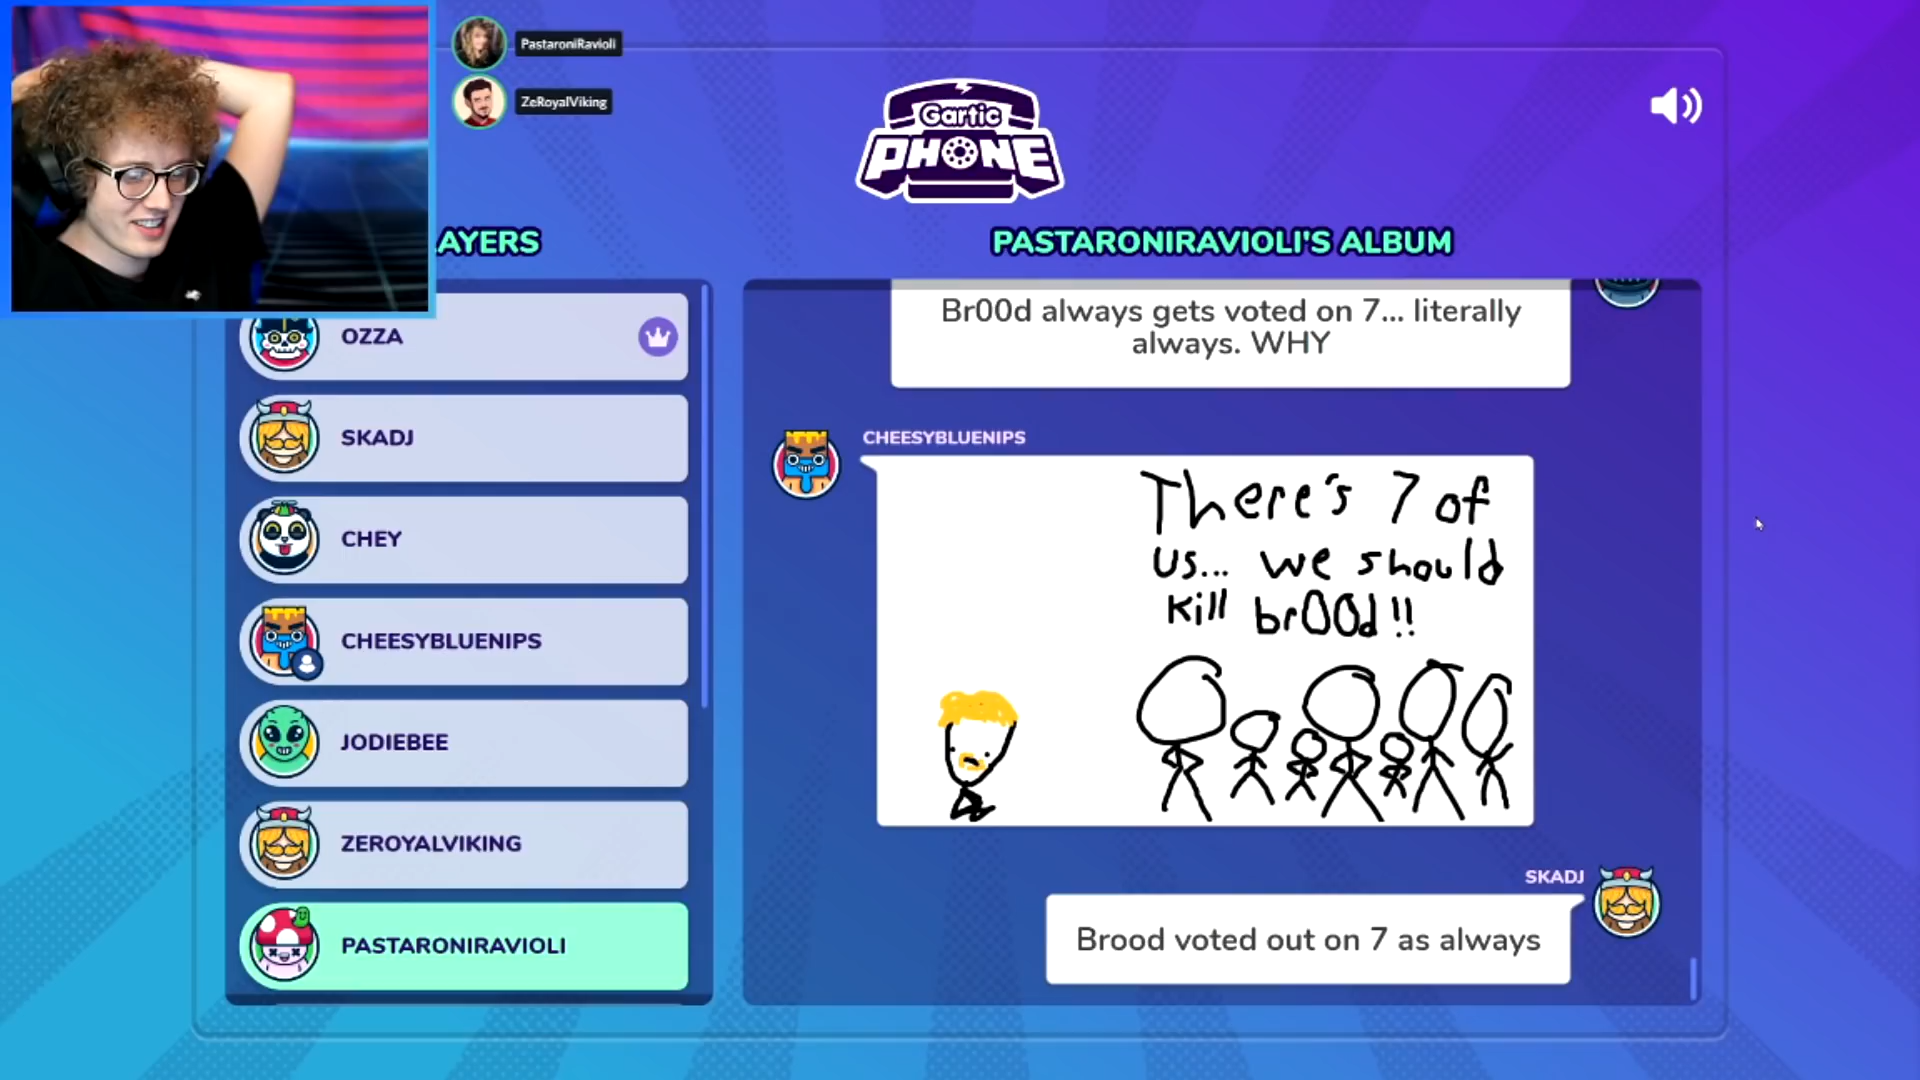 PastaroniRavioli
ZeRoyalViking
Gartic
PHONE
AYERS
PASTARONIRAVIOLI'S ALBUM
OZZA
SKADJ
CHEY
CHEESYBLUENIPS
JODIEBEE
ZEROYALVIKING
PASTARONIRAVIOLI
Br00d always gets voted on 7... literally
always. WHY
CHEESYBLUENIPS
There's 7 of
us... we should
kill br00d!!
SKADJ
Brood voted out on 7 as always